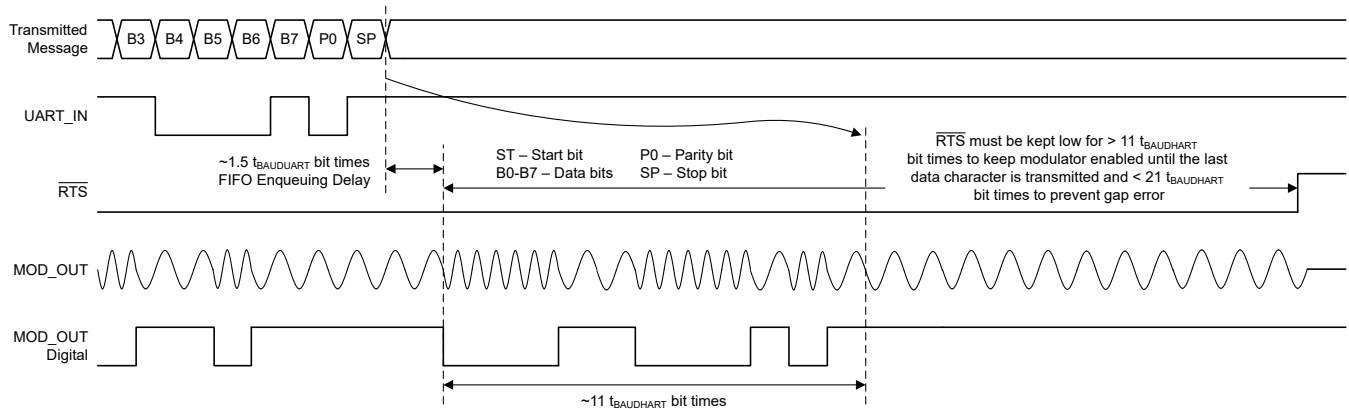 Transmitted
Message
B3 B4 B5 B6 B7 P0 SP
UART_IN
~1.5 tBAUDUART bit times
FIFO Enqueuing Delay
ST – Start bit
B0-B7 – Data bits
P0 – Parity bit
SP – Stop bit
RTS must be kept low for > 11 tBAUDHART
bit times to keep modulator enabled until the last
data character is transmitted and < 21 tBAUDHART
bit times to prevent gap error
RTS
MOD_OUT
MOD_OUT
Digital
~11 tBAUDHART bit times